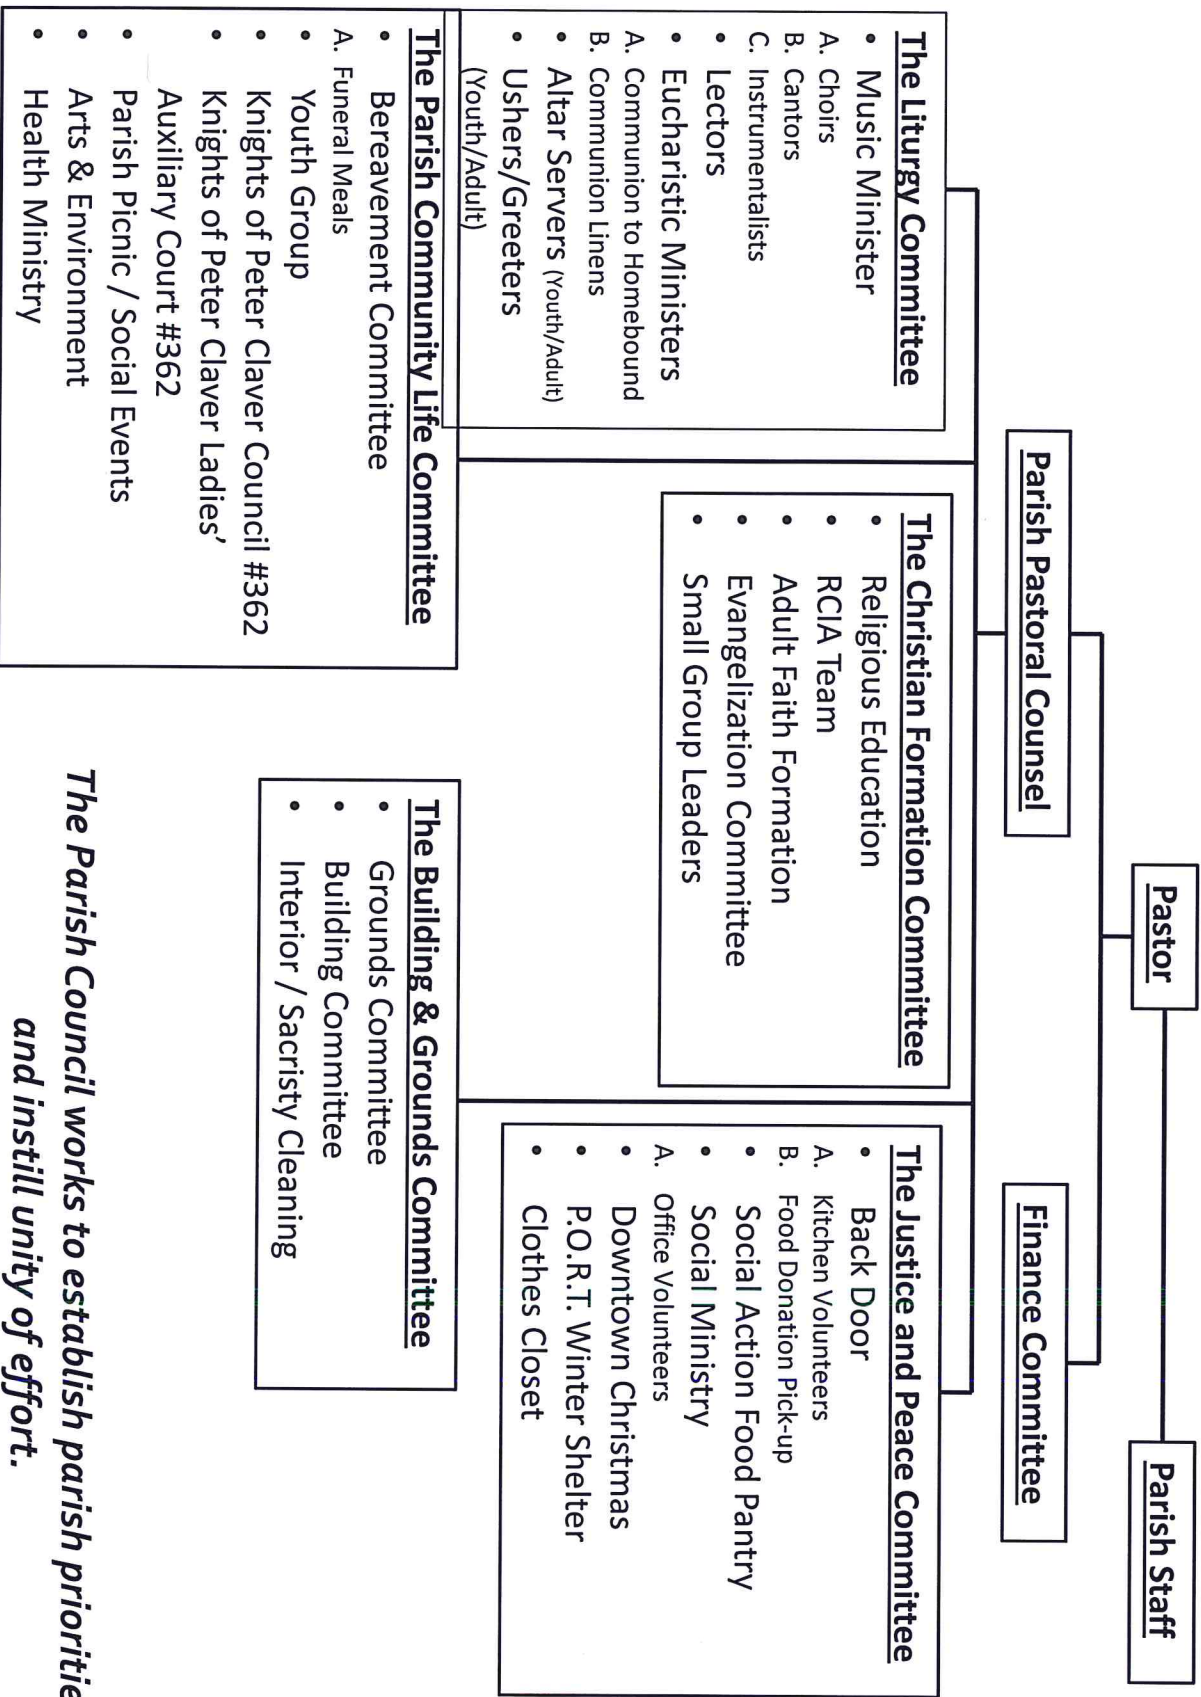 Pastor
Parish Staff
Parish Pastoral Counsel
Finance Committee
The Liturgy Committee
• Music Minister
A. Choirs
B. Cantors
C. Instrumentalists
• Lectors
• Eucharistic Ministers
A. Communion to Homebound
B. Communion Linens
• Altar Servers (Youth/Adult)
• Ushers/Greeters
(Youth/Adult)
The Christian Formation Committee
• Religious Education
• RCIA Team
• Adult Faith Formation
• Evangelization Committee
• Small Group Leaders
The Justice and Peace Committee
• Back Door
A. Kitchen Volunteers
B. Food Donation Pick-up
• Social Action Food Pantry
• Social Ministry
A. Office Volunteers
• Downtown Christmas
• P.O.R.T. Winter Shelter
• Clothes Closet
The Parish Community Life Committee
• Bereavement Committee
A. Funeral Meals
• Youth Group
• Knights of Peter Claver Council #362
• Knights of Peter Claver Ladies’
Auxiliary Court #362
• Parish Picnic / Social Events
• Arts & Environment
• Health Ministry
The Building & Grounds Committee
• Grounds Committee
• Building Committee
• Interior / Sacristy Cleaning
The Parish Council works to establish parish prioritie
and instill unity of effort.